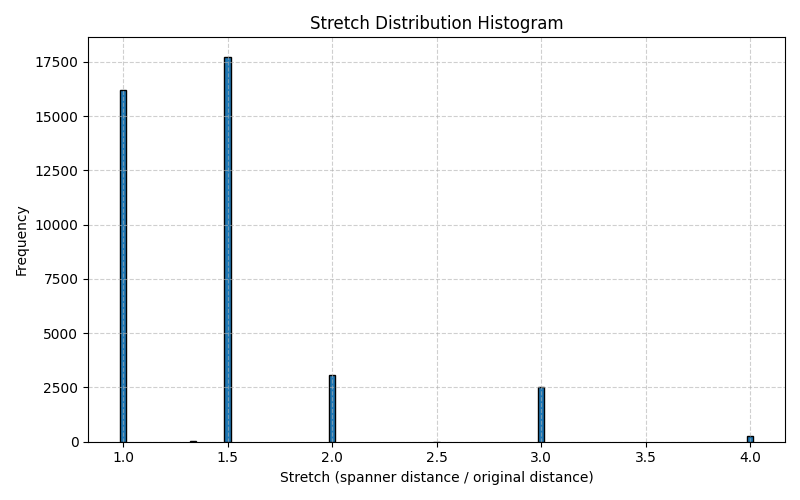 Stretch Distribution Histogram
17500
15000
12500
10000
7500
5000
2500
0
Frequency
1.0 1.5 2.0 2.5 3.0 3.5 4.0
Stretch (spanner distance / original distance)